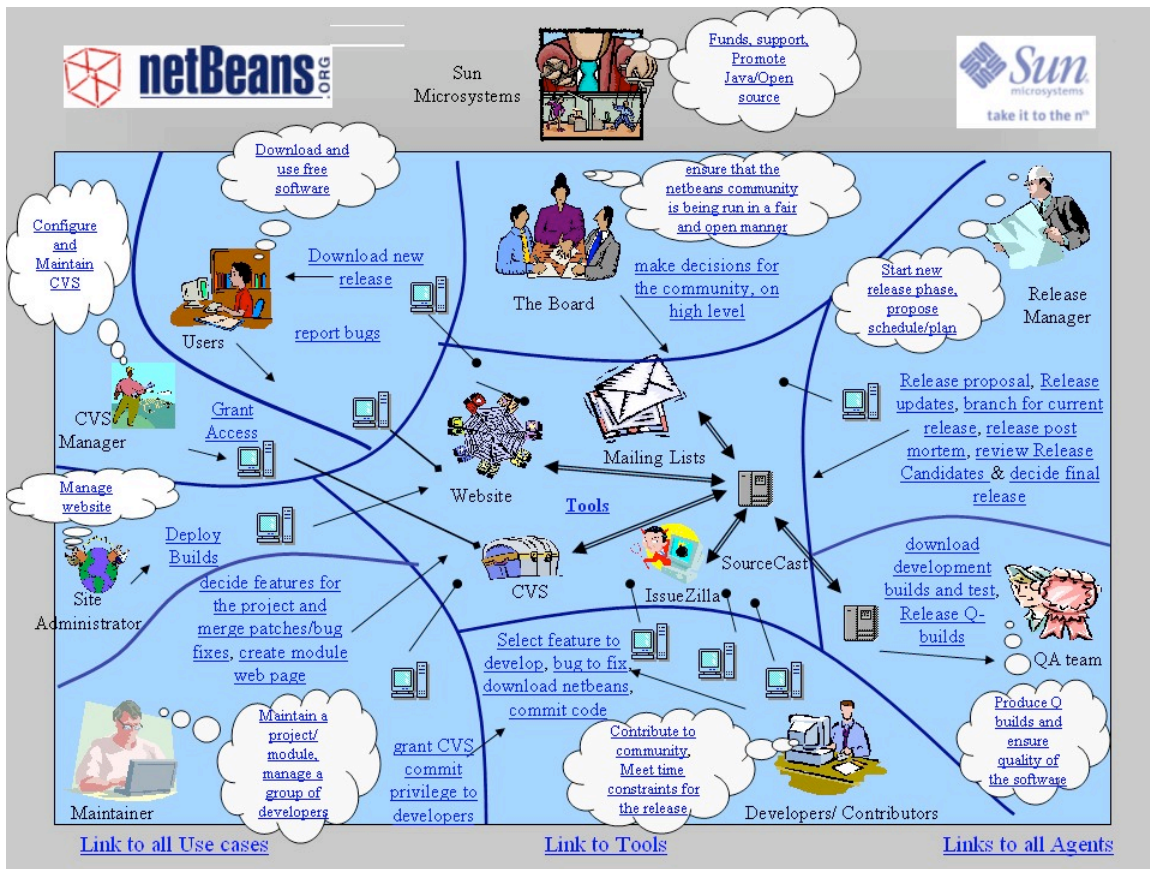 netBeans.ORG
Sun
Microsystems
Funds, support,
Promote
Java/Open
source
Sun
microsystems
take it to the nth
Download and
use free
software
ensure that the
netbeans community
is being run in a fair
and open manner
Configure
and
Maintain
CVS
Download new
release
The Board
make decisions for
the community, on
high level
Start new
release phase,
propose
schedule/plan
Release
Manager
Users
report bugs
CVS
Manager
Grant
Access
Mailing Lists
Release proposal, Release
updates, branch for current
release, release post
mortem, review Release
Candidates & decide final
release
Manage
website
Website
Tools
Deploy
Builds
Site
Administrator
decide features for
the project and
merge patches/bug
fixes, create module
web page
CVS
IssueZilla
SourceCast
download
development
builds and test,
Release Q-
builds
QA team
Select feature to
develop, bug to fix,
download netbeans,
commit code
Maintain a
project/
module,
manage a
group of
developers
Maintainer
grant CVS
commit
privilege to
developers
Contribute to
community,
Meet time
constraints for
the release
Developers/ Contributors
Produce Q
builds and
ensure
quality of
the software
Link to all Use cases
Link to Tools
Links to all Agents